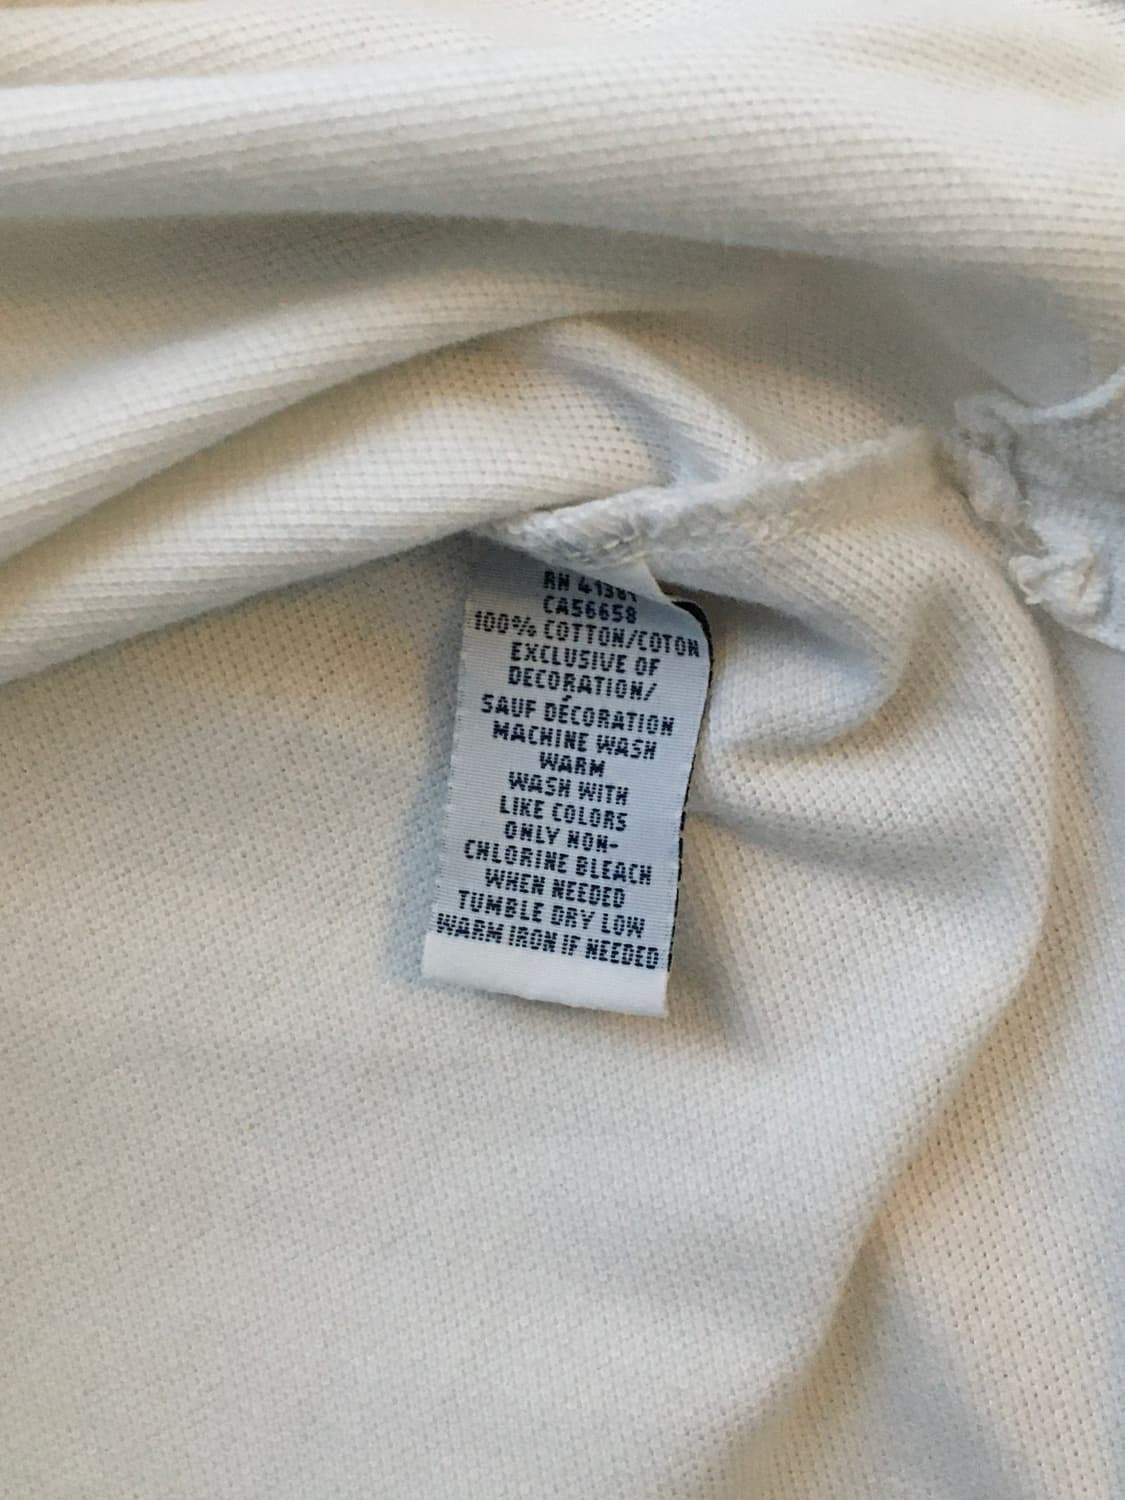 RN 41381
CA56658
100% COTTON/COTON
EXCLUSIVE OF
DECORATION/
SAUF DÉCORATION
MACHINE WASH
WARM
WASH WITH
LIKE COLORS
ONLY NON-
CHLORINE BLEACH
WHEN NEEDED
TUMBLE DRY LOW
WARM IRON IF NEEDED